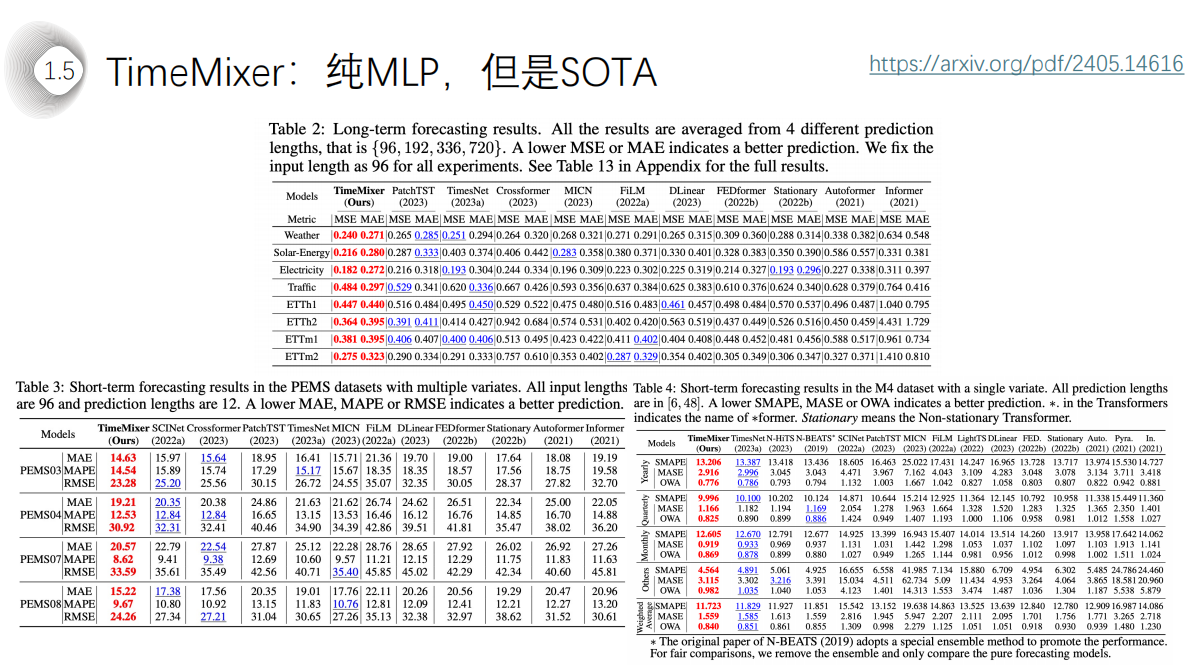 1.5
TimeMixer：纯MLP，但是SOTA
https://arxiv.org/pdf/2405.14616
Table 2: Long-term forecasting results. All the results are averaged from 4 different prediction
lengths, that is {96, 192, 336, 720}. A lower MSE or MAE indicates a better prediction. We fix the
input length as 96 for all experiments. See Table 13 in Appendix for the full results.
Models TimeMixer PatchTST TimesNet Crossformer MICN FiLM DLinear FEDformer Stationary Autoformer Informer
(Ours) (2023) (2023a) (2023) (2023) (2022a) (2023) (2022b) (2022b) (2021) (2021)
Metric MSE MAE MSE MAE MSE MAE MSE MAE MSE MAE MSE MAE MSE MAE MSE MAE MSE MAE MSE MAE MSE MAE
Weather 0.240 0.271 0.265 0.285 0.251 0.294 0.264 0.320 0.268 0.321 0.271 0.291 0.265 0.315 0.309 0.360 0.288 0.314 0.338 0.382 0.634 0.548
Solar-Energy 0.216 0.280 0.287 0.333 0.403 0.374 0.406 0.442 0.283 0.358 0.380 0.371 0.330 0.401 0.328 0.383 0.350 0.390 0.586 0.557 0.331 0.381
Electricity 0.182 0.272 0.216 0.318 0.193 0.304 0.244 0.334 0.196 0.309 0.223 0.302 0.225 0.319 0.214 0.327 0.193 0.296 0.227 0.338 0.311 0.397
Traffic 0.484 0.297 0.529 0.341 0.620 0.336 0.667 0.426 0.593 0.356 0.637 0.384 0.625 0.383 0.610 0.376 0.624 0.340 0.628 0.379 0.764 0.416
ETTh1 0.447 0.440 0.516 0.484 0.495 0.450 0.529 0.522 0.475 0.480 0.516 0.483 0.461 0.457 0.498 0.484 0.570 0.537 0.496 0.487 1.040 0.795
ETTh2 0.364 0.395 0.391 0.411 0.414 0.427 0.942 0.684 0.574 0.531 0.402 0.420 0.563 0.519 0.437 0.449 0.526 0.516 0.450 0.459 4.431 1.729
ETTm1 0.381 0.395 0.406 0.407 0.400 0.406 0.513 0.495 0.423 0.422 0.411 0.402 0.404 0.408 0.448 0.452 0.481 0.456 0.588 0.517 0.961 0.734
ETTm2 0.275 0.323 0.290 0.334 0.291 0.333 0.757 0.610 0.353 0.402 0.287 0.329 0.354 0.402 0.305 0.349 0.306 0.347 0.327 0.371 1.410 0.810
Table 3: Short-term forecasting results in the PEMS datasets with multiple variates. All input lengths
are 96 and prediction lengths are 12. A lower MAE, MAPE or RMSE indicates a better prediction.
Models TimeMixer SCINet Crossformer PatchTST TimesNet MICN FiLM DLinear FEDformer Stationary Autoformer Informer
(Ours) (2022a) (2023) (2023) (2023a) (2023) (2022a) (2023) (2022b) (2022b) (2021) (2021)
MAE 14.63 15.97 15.64 18.95 16.41 15.71 21.36 19.70 19.00 17.64 18.08 19.19
PEMS03 MAPE 14.54 15.89 15.74 17.29 15.17 15.67 18.35 18.35 18.57 17.56 18.75 19.58
RMSE 23.28 25.20 25.56 30.15 26.72 24.55 35.07 32.35 30.05 28.37 27.82 32.70
MAE 19.21 20.35 20.38 24.86 21.63 21.62 26.74 24.62 26.51 22.34 25.00 22.05
PEMS04 MAPE 12.53 12.84 12.84 16.65 13.15 13.53 16.46 16.12 16.76 14.85 16.70 14.88
RMSE 30.92 32.31 32.41 40.46 34.90 34.39 42.86 39.51 41.81 35.47 38.02 36.20
MAE 20.57 22.79 22.54 27.87 25.12 22.28 28.76 28.65 27.92 26.02 26.92 27.26
PEMS07 MAPE 8.62 9.41 9.38 12.69 10.60 9.57 11.21 12.15 12.29 11.75 11.83 11.63
RMSE 33.59 35.61 35.49 42.56 40.71 35.40 45.85 45.02 42.29 42.34 40.60 45.81
MAE 15.22 17.38 17.56 20.35 19.01 17.76 22.11 20.26 20.56 19.29 20.47 20.96
PEMS08 MAPE 9.67 10.80 10.92 13.15 11.83 10.76 12.81 12.09 12.41 12.21 12.27 13.20
RMSE 24.26 27.34 27.21 31.04 30.65 27.26 35.13 32.38 32.97 38.62 31.52 30.61
Table 4: Short-term forecasting results in the M4 dataset with a single variate. All prediction lengths
are in [6, 48]. A lower SMAPE, MASE or OWA indicates a better prediction. ∗. in the Transformers
indicates the name of ∗former. Stationary means the Non-stationary Transformer.
Models TimeMixer TimesNet N-HiTS N-BEATS* SCINet PatchTST MICN FiLM LightTS DLinear FED. Stationary Auto. Pyra. In.
(Ours) (2023a) (2023) (2019) (2022a) (2023) (2023) (2022a) (2022) (2023) (2022b) (2022b) (2021) (2021) (2021)
Yearly SMAPE 13.206 13.387 13.418 13.436 18.605 16.463 25.022 17.431 14.247 16.965 13.728 13.717 13.974 15.530 14.727
MASE 2.916 2.996 3.045 3.043 4.471 3.967 7.162 4.043 3.109 4.283 3.048 3.078 3.134 3.711 3.418
OWA 0.776 0.786 0.793 0.794 1.132 1.003 1.667 1.042 0.827 1.058 0.803 0.807 0.822 0.942 0.881
Quarterly SMAPE 9.996 10.100 10.202 10.124 14.871 10.644 15.214 12.925 11.364 12.145 10.792 10.958 11.338 15.449 11.360
MASE 1.166 1.182 1.194 1.169 2.054 1.278 1.963 1.664 1.328 1.520 1.283 1.325 1.365 2.350 1.401
OWA 0.825 0.890 0.899 0.886 1.424 0.949 1.407 1.193 1.000 1.106 0.958 0.981 1.012 1.558 1.027
Monthly SMAPE 12.605 12.670 12.791 12.677 14.925 13.399 16.943 15.407 14.014 13.514 14.260 13.917 13.958 17.642 14.062
MASE 0.919 0.933 0.969 0.937 1.131 1.031 1.442 1.298 1.053 1.037 1.102 1.097 1.103 1.913 1.141
OWA 0.869 0.878 0.899 0.880 1.027 0.949 1.265 1.144 0.981 0.956 1.012 0.998 1.002 1.511 1.024
Others SMAPE 4.564 4.891 5.061 4.925 16.655 6.558 41.985 7.134 15.880 6.709 4.954 6.302 5.485 24.786 24.460
MASE 3.115 3.302 3.216 3.391 15.034 4.511 62.734 5.09 11.434 4.953 3.264 4.064 3.865 18.581 20.960
OWA 0.982 1.035 1.040 1.053 4.123 1.401 14.313 1.553 3.474 1.487 1.036 1.304 1.187 5.538 5.879
Weighted Average SMAPE 11.723 11.829 11.927 11.851 15.542 13.152 19.638 14.863 15.525 13.639 12.840 12.780 12.909 16.987 14.086
MASE 1.559 1.585 1.613 1.559 2.816 1.945 5.947 2.207 2.111 2.095 1.701 1.756 1.771 3.265 2.718
OWA 0.840 0.851 0.861 0.855 1.309 0.998 2.279 1.125 1.051 1.051 0.918 0.930 0.939 1.480 1.230
∗ The original paper of N-BEATS (2019) adopts a special ensemble method to promote the performance.
For fair comparisons, we remove the ensemble and only compare the pure forecasting models.